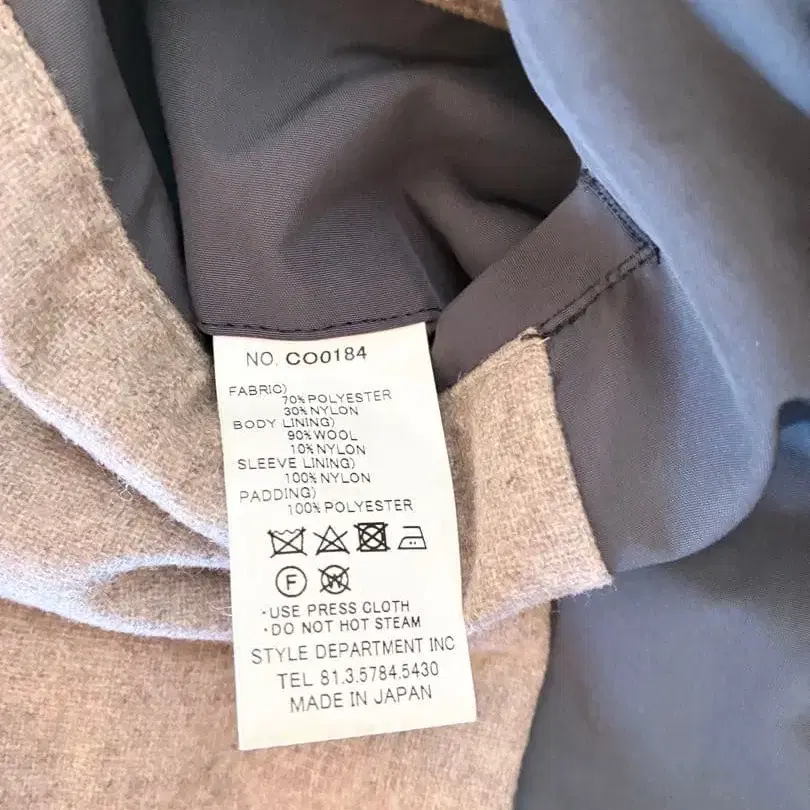 NO. CO0184
FABRIC)
70%POLYESTER
30%NYLON
BODY LINING)
90%WOOL
10%NYLON
SLEEVE LINING)
100%NYLON
PADDING)
100%POLYESTER
F W
·USE PRESS CLOTH
·DO NOT HOT STEAM
STYLE DEPARTMENT INC
TEL 81.3.5784.5430
MADE IN JAPAN